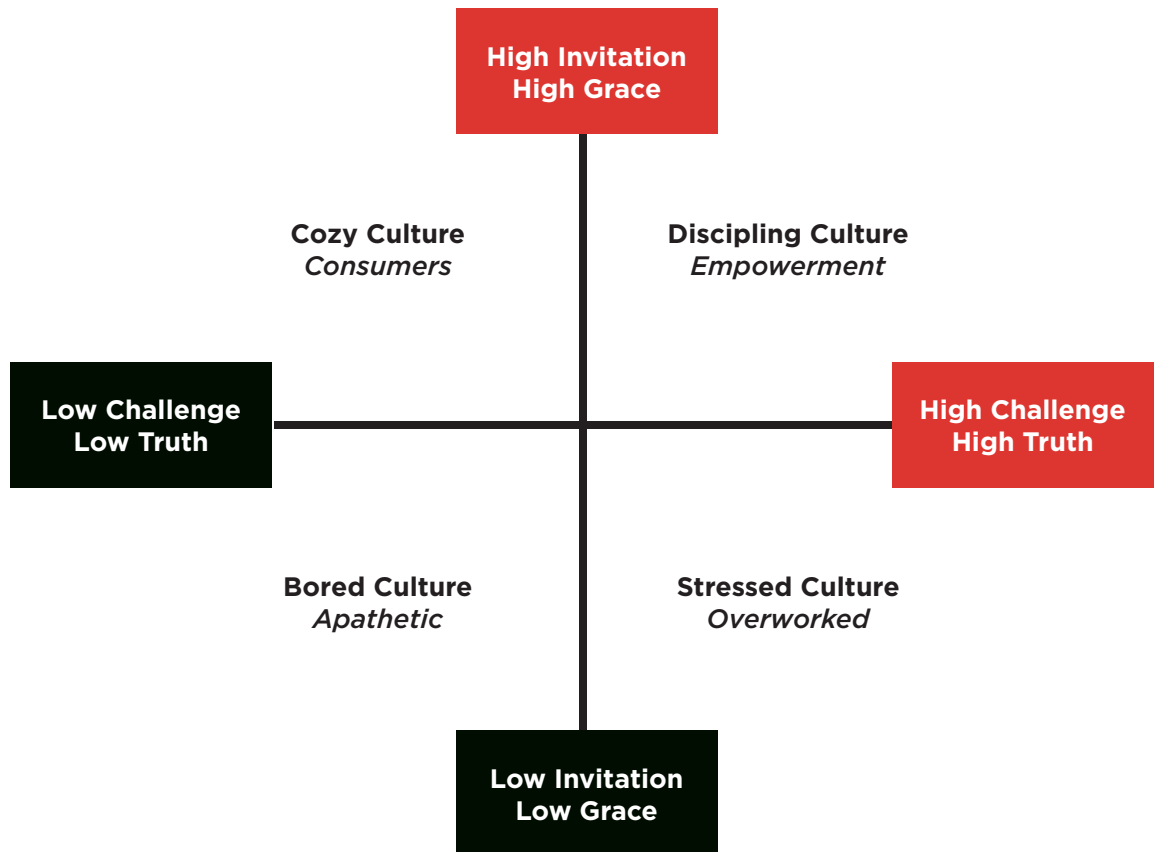 High Invitation
High Grace
Cozy Culture
Consumers
Discipling Culture
Empowerment
Low Challenge
Low Truth
High Challenge
High Truth
Bored Culture
Apathetic
Stressed Culture
Overworked
Low Invitation
Low Grace